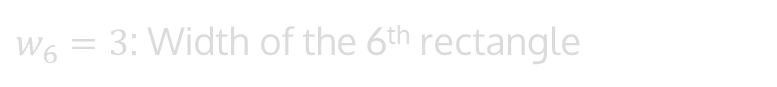 w₆ = 3: Width of the 6ᵗʰ rectangle